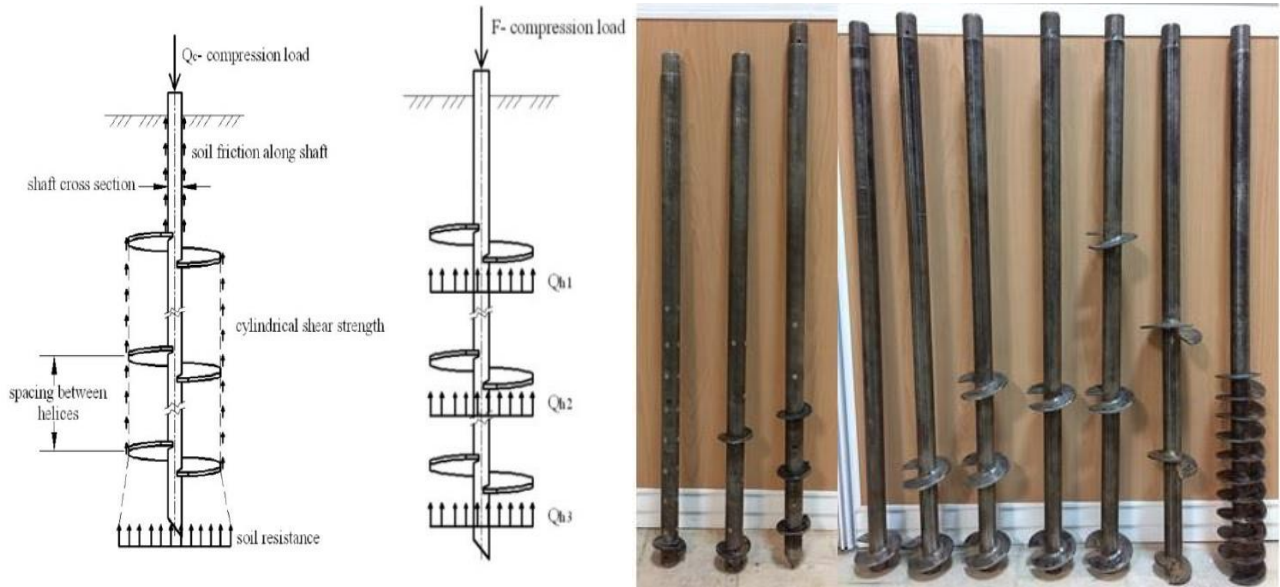 Qc- compression load
soil friction along shaft
shaft cross section
cylindrical shear strength
spacing between
helices
soil resistance
F- compression load
Qh1
Qh2
Qh3